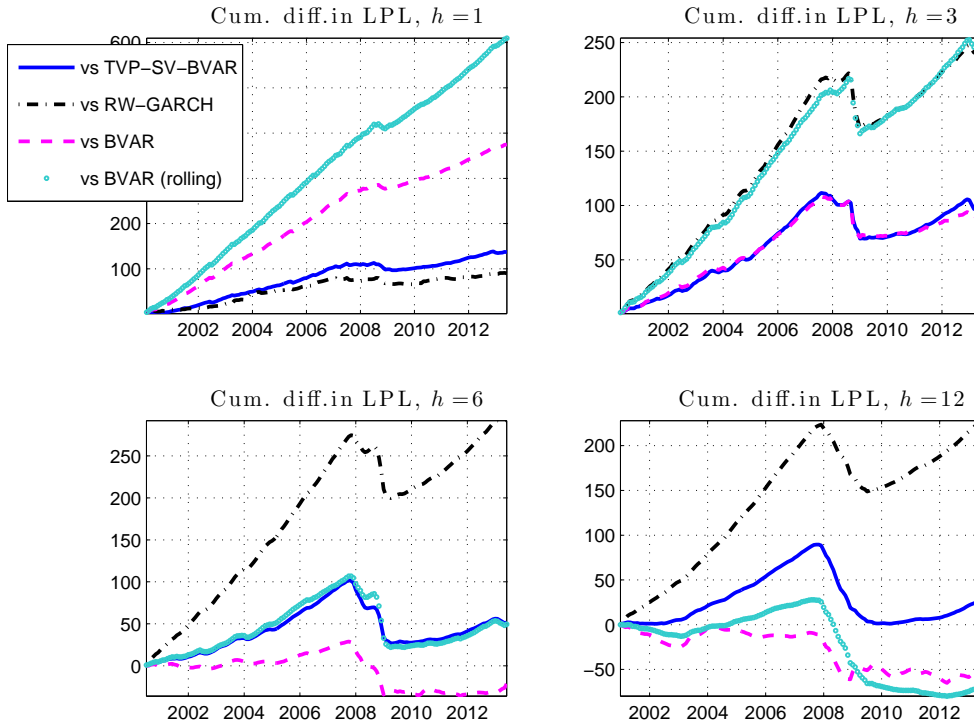 Cum. diff.in LPL, h = 1
600
200
100
2002 2004 2006 2008 2010 2012
vs TVP-SV-BVAR
vs RW-GARCH
vs BVAR
vs BVAR (rolling)
Cum. diff.in LPL, h = 3
250
200
150
100
50
2002 2004 2006 2008 2010 2012
Cum. diff.in LPL, h = 6
250
200
150
100
50
0
2002 2004 2006 2008 2010 2012
Cum. diff.in LPL, h = 12
200
150
100
50
0
−50
2002 2004 2006 2008 2010 2012